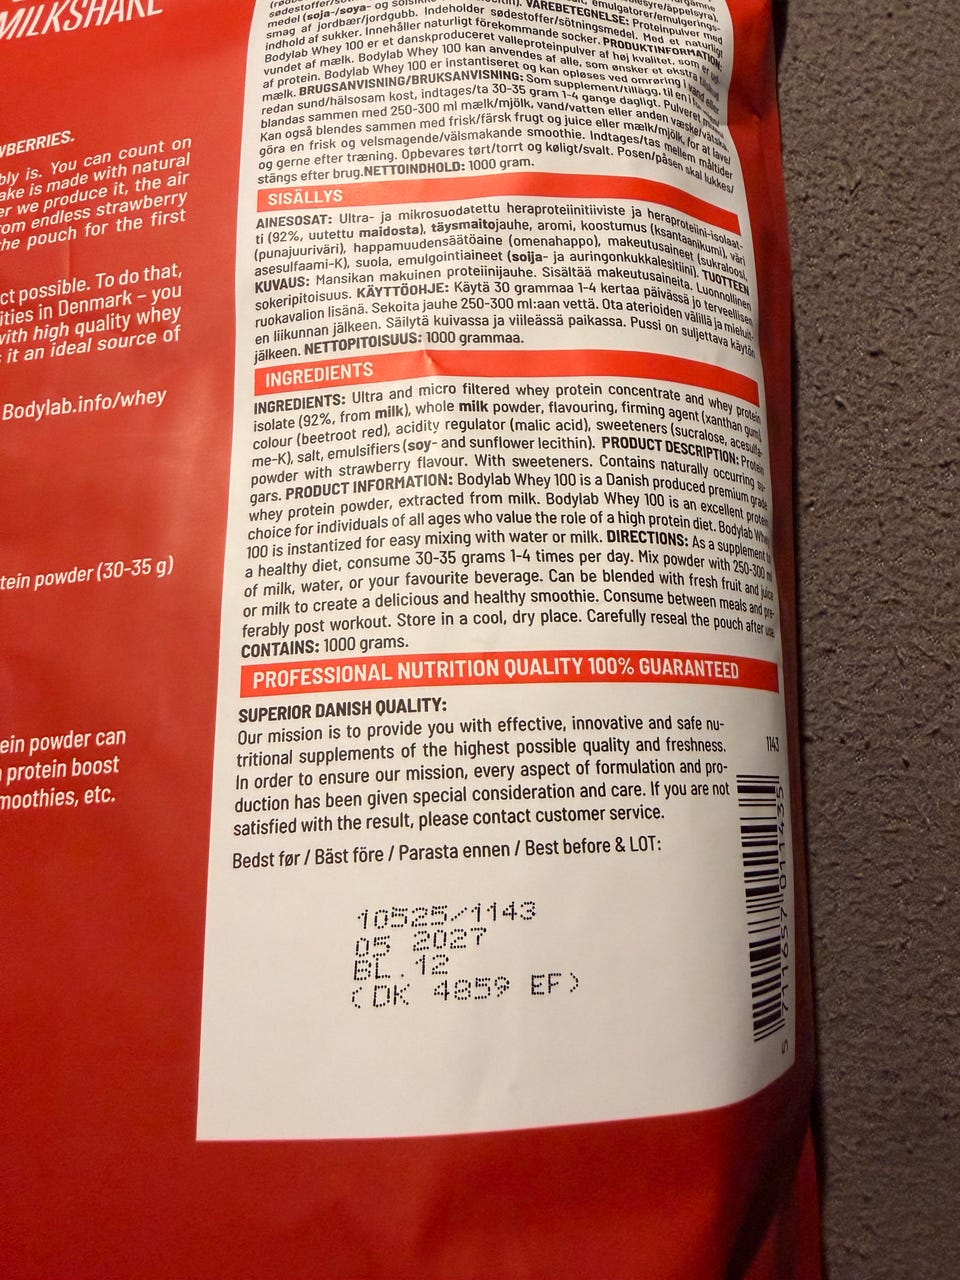 MILKSHAKE
WBERRIES.
bly is. You can count on
ake is made with natural
er we produce it, the air
rom endless strawberry
he pouch for the first
ct possible. To do that,
ities in Denmark – you
with high quality whey
it an ideal source of
Bodylab.info/whey
tein powder (30-35 g)
ein powder can
protein boost
moothies, etc.
medel (soja-/soya- og
smag af jordbær/jordgubb. Indeholder sødestoffer/sötningsmedel. Med et naturligt
indhold af sukker. Innehåller naturligt förekommande socker. PRODUKTINFORMATION:
Bodylab Whey 100 er et danskproduceret valleproteinpulver af høj kvalitet, som er ud-
vundet af mælk. Bodylab Whey 100 kan anvendes af alle, som ønsker et ekstra tilskud
af protein. Bodylab Whey 100 er instantiseret og kan opløses ved omrøring i vand eller
mælk. BRUGSANVISNING/BRUKSANVISNING: Som supplement/tillägg, til en i
redan sund/hälsosam kost, indtages/ta 30-35 gram 1-4 gange dagligt. Pulveret
blandas sammen med 250-300 ml mælk/mjölk, vand/vatten eller anden væske/vätska.
Kan også blendes sammen med frisk/färsk frugt og juice eller mælk/mjölk, for at lave/
göra en frisk og velsmagende/välsmakande smoothie. Indtages/tas mellem måltider
og gerne efter træning. Opbevares tørt/torrt og køligt/svalt. Posen/påsen skal lukkes/
stängs efter brug. NETTOINDHOLD: 1000 gram.
SISÄLLYS
AINESOSAT: Ultra- ja mikrosuodatettu heraproteiinitiiviste ja heraproteiini-isolaat-
ti (92%, uutettu maidosta), täysmaitojauhe, aromi, koostumus (ksantaanikumi), väri
(punajuuriväri), happamuudensäätöaine (omenahappo), makeutusaineet (sukraloosi,
asesulfaami-K), suola, emulgointiaineet (soija- ja auringonkukkalesitiini). TUOTTEEN
KUVAUS: Mansikan makuinen proteiinijauhe. Sisältää makeutusaineita. Luonnollinen
sokeripitoisuus. KÄYTTÖOHJE: Käytä 30 grammaa 1-4 kertaa päivässä jo terveellisen
ruokavalion lisänä. Sekoita jauhe 250-300 ml:aan vettä. Ota aterioiden välillä ja mieluit-
en liikunnan jälkeen. Säilytä kuivassa ja viileässä paikassa. Pussi on suljettava käytön
jälkeen. NETTOPITOISUUS: 1000 grammaa.
INGREDIENTS
INGREDIENTS: Ultra and micro filtered whey protein concentrate and whey protein
isolate (92%, from milk), whole milk powder, flavouring, firming agent (xanthan gum),
colour (beetroot red), acidity regulator (malic acid), sweeteners (sucralose, acesulfa-
me-K), salt, emulsifiers (soy- and sunflower lecithin). PRODUCT DESCRIPTION: Protein
powder with strawberry flavour. With sweeteners. Contains naturally occurring su-
gars. PRODUCT INFORMATION: Bodylab Whey 100 is a Danish produced premium grade
whey protein powder, extracted from milk. Bodylab Whey 100 is an excellent protein
choice for individuals of all ages who value the role of a high protein diet. Bodylab Whey
100 is instantized for easy mixing with water or milk. DIRECTIONS: As a supplement to
a healthy diet, consume 30-35 grams 1-4 times per day. Mix powder with 250-300 ml
of milk, water, or your favourite beverage. Can be blended with fresh fruit and juice
or milk to create a delicious and healthy smoothie. Consume between meals and pre-
ferably post workout. Store in a cool, dry place. Carefully reseal the pouch after use.
CONTAINS: 1000 grams.
PROFESSIONAL NUTRITION QUALITY 100% GUARANTEED
SUPERIOR DANISH QUALITY:
Our mission is to provide you with effective, innovative and safe nu-
tritional supplements of the highest possible quality and freshness.
In order to ensure our mission, every aspect of formulation and pro-
duction has been given special consideration and care. If you are not
satisfied with the result, please contact customer service.
Bedst før / Bäst före / Parasta ennen / Best before & LOT:
10525/1143
05 2027
BL.12
(DK 4859 EF)
1143
5 711657 011435